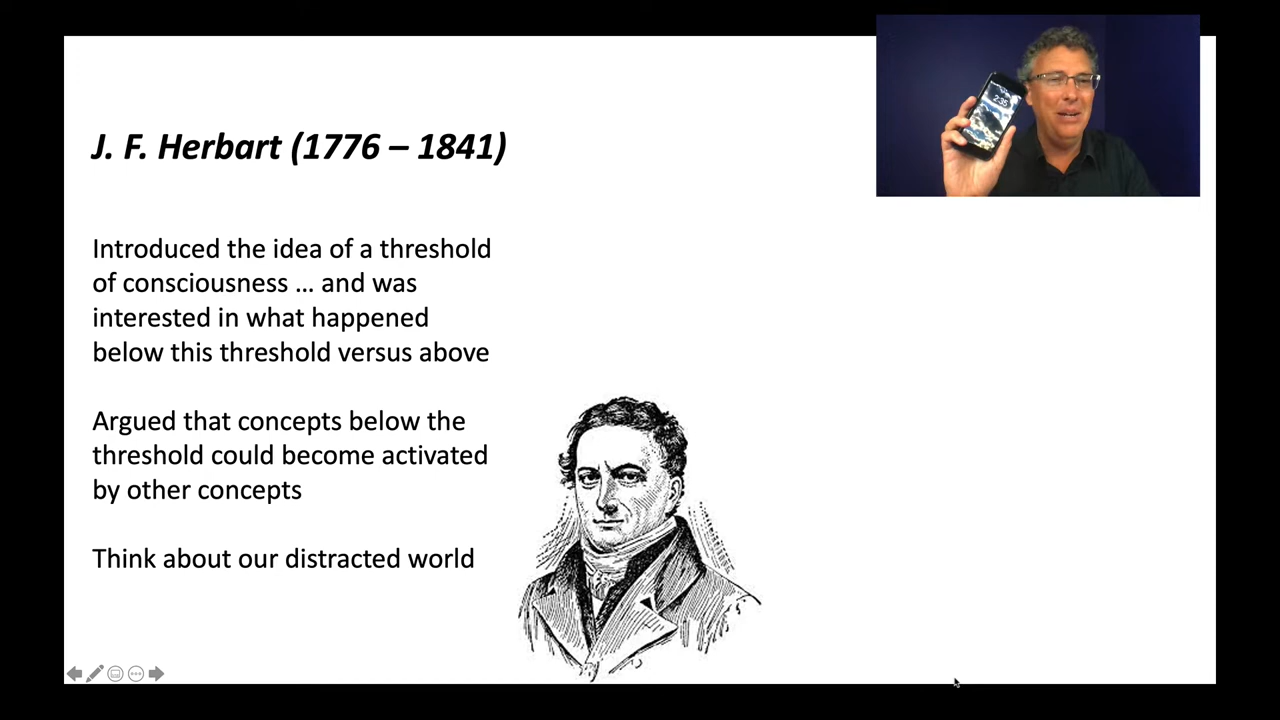 J. F. Herbart (1776 – 1841)
Introduced the idea of a threshold
of consciousness … and was
interested in what happened
below this threshold versus above
Argued that concepts below the
threshold could become activated
by other concepts
Think about our distracted world
2:35